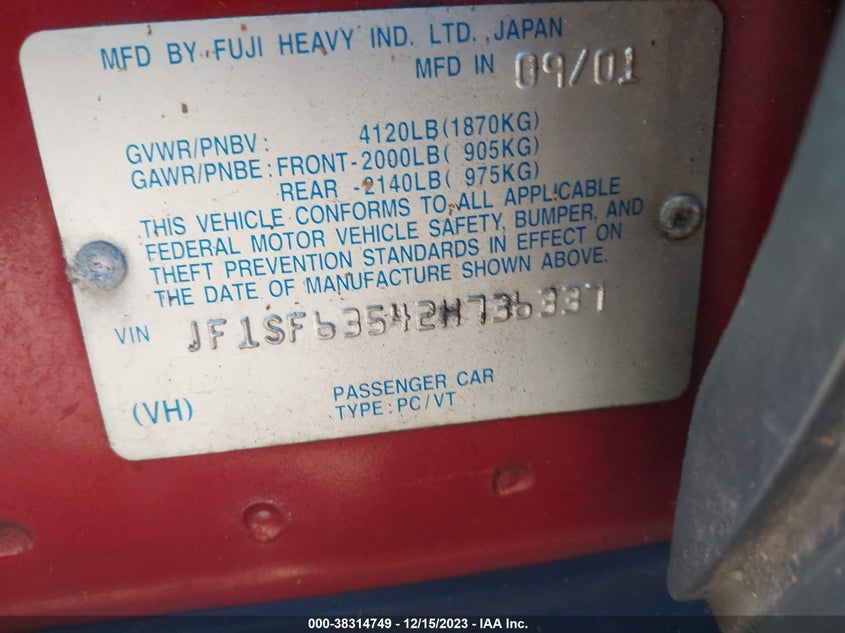 MFD BY FUJI HEAVY IND. LTD., JAPAN
MFD IN 09/01
GVWR/PNBV: 4120LB(1870KG)
GAWR/PNBE: FRONT-2000LB( 905KG)
REAR -2140LB( 975KG)
THIS VEHICLE CONFORMS TO ALL APPLICABLE
FEDERAL MOTOR VEHICLE SAFETY, BUMPER, AND
THEFT PREVENTION STANDARDS IN EFFECT ON
THE DATE OF MANUFACTURE SHOWN ABOVE.
VIN JF1SF63542H736337
PASSENGER CAR
(VH) TYPE: PC/VT
000-38314749 - 12/15/2023 - IAA Inc.